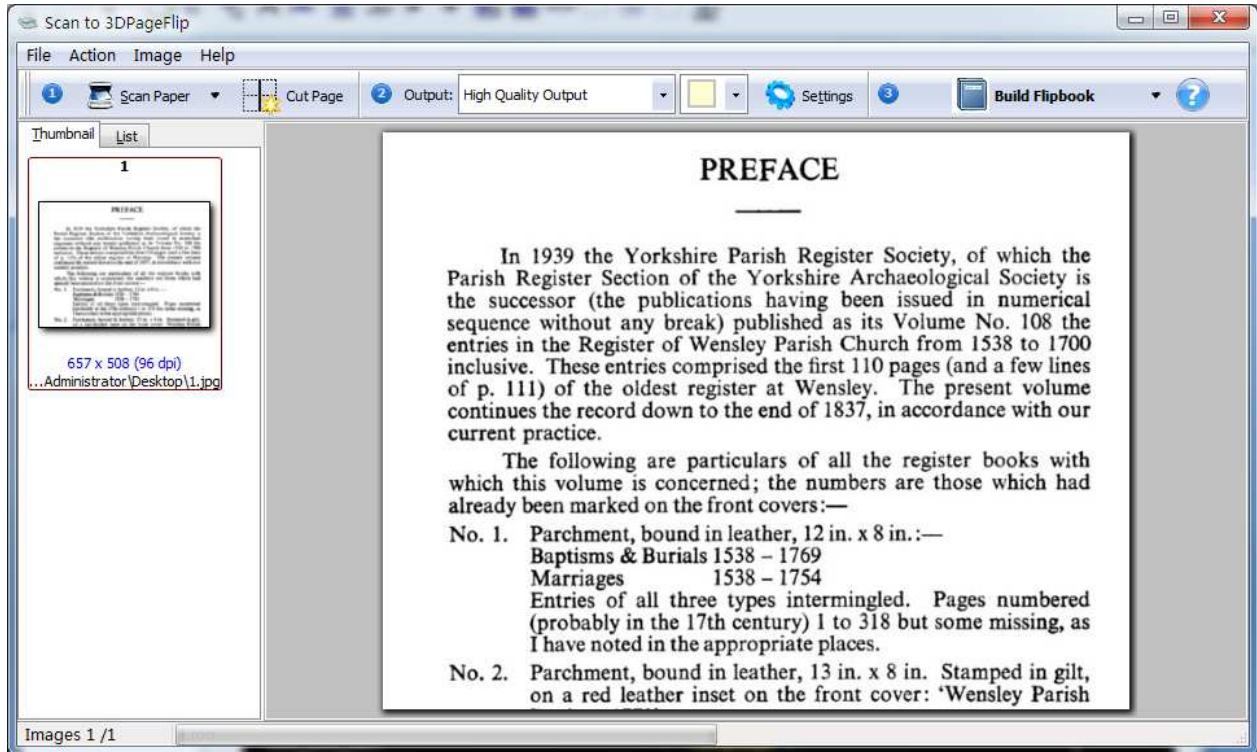 Scan to 3DPageFlip
File Action Image Help
1 Scan Paper Cut Page 2 Output: High Quality Output Settings 3 Build Flipbook ?
Thumbnail List
1
657 x 508 (96 dpi)
...Administrator\Desktop\1.jpg
PREFACE
In 1939 the Yorkshire Parish Register Society, of which the
Parish Register Section of the Yorkshire Archaeological Society is
the successor (the publications having been issued in numerical
sequence without any break) published as its Volume No. 108 the
entries in the Register of Wensley Parish Church from 1538 to 1700
inclusive. These entries comprised the first 110 pages (and a few lines
of p. 111) of the oldest register at Wensley. The present volume
continues the record down to the end of 1837, in accordance with our
current practice.
The following are particulars of all the register books with
which this volume is concerned; the numbers are those which had
already been marked on the front covers:—
No. 1. Parchment, bound in leather, 12 in. x 8 in.:—
Baptisms & Burials 1538 – 1769
Marriages 1538 – 1754
Entries of all three types intermingled. Pages numbered
(probably in the 17th century) 1 to 318 but some missing, as
I have noted in the appropriate places.
No. 2. Parchment, bound in leather, 13 in. x 8 in. Stamped in gilt,
on a red leather inset on the front cover: ‘Wensley Parish
Images 1 /1